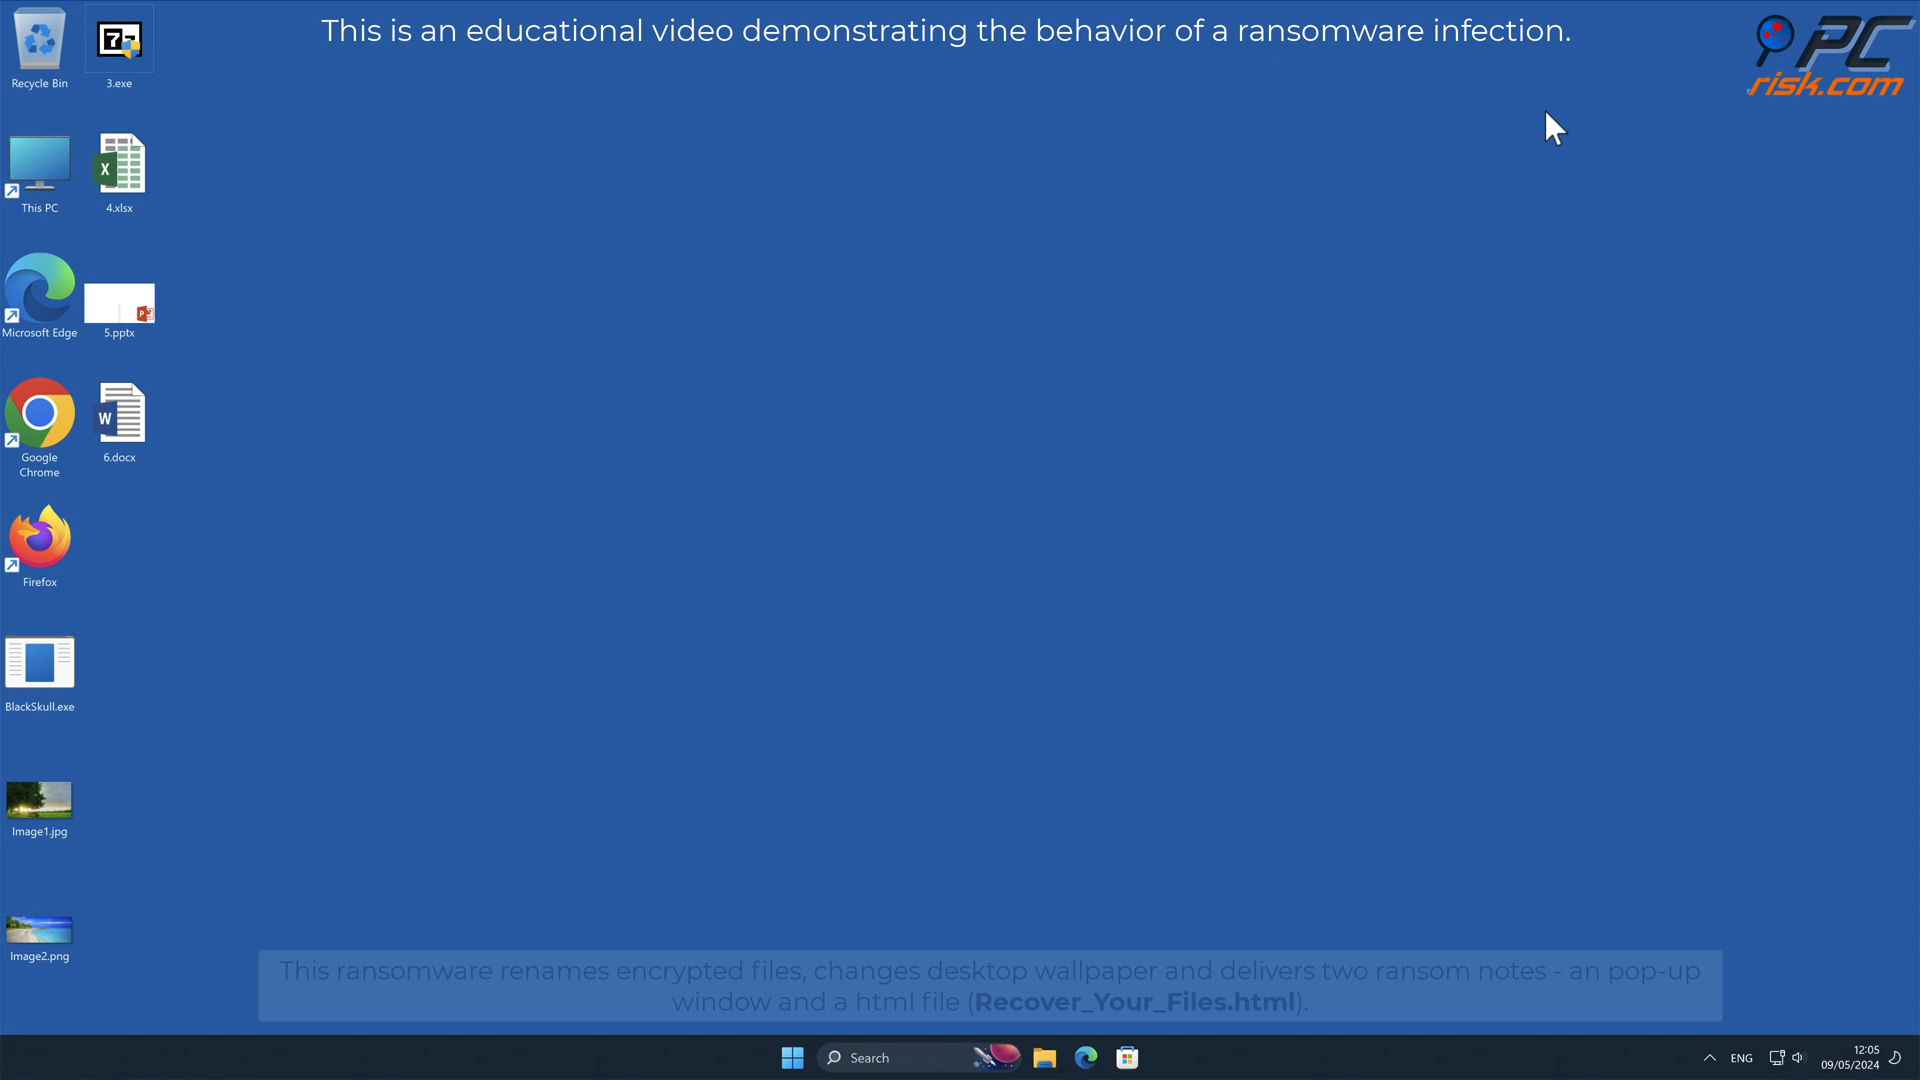 This is an educational video demonstrating the behavior of a ransomware infection.
PC
risk.com
Recycle Bin
3.exe
This PC
4.xlsx
Microsoft Edge
5.pptx
Google
Chrome
6.docx
Firefox
BlackSkull.exe
Image1.jpg
Image2.png
This ransomware renames encrypted files, changes desktop wallpaper and delivers two ransom notes - an pop-up
window and a html file (Recover_Your_Files.html).
Search
ENG
12:05
09/05/2024